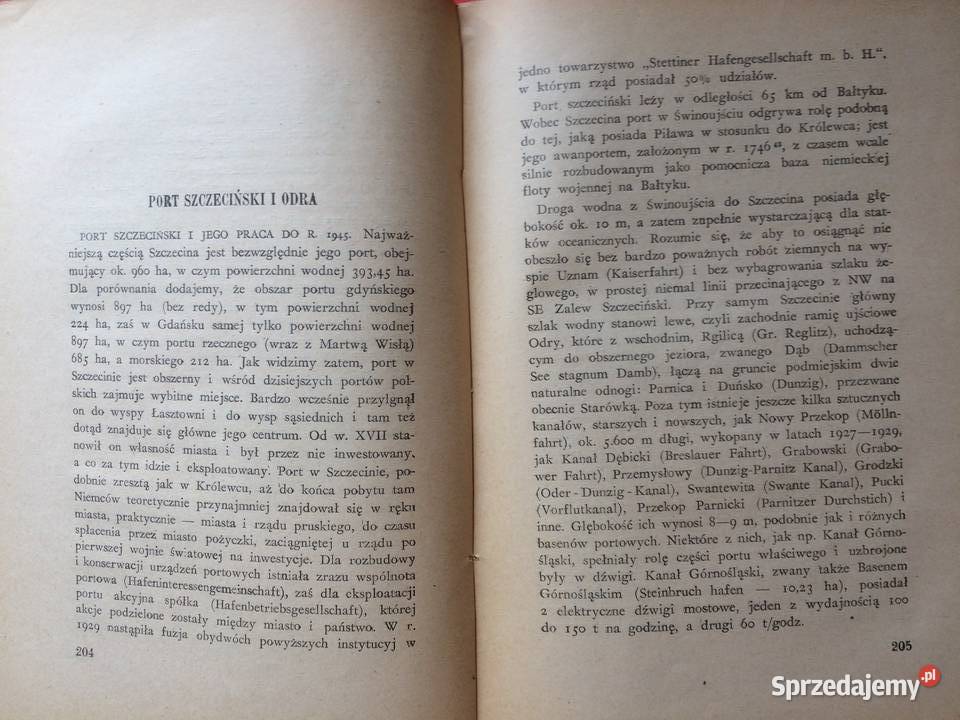 PORT SZCZECIŃSKI I ODRA
PORT SZCZECIŃSKI I JEGO PRACA DO R. 1945. Najważ-
niejszą częścią Szczecina jest bezwzględnie jego port, obej-
mujący ok. 960 ha, w czym powierzchni wodnej 393,45 ha.
Dla porównania dodajemy, że obszar portu gdyńskiego
wynosi 897 ha (bez redy), w tym powierzchni wodnej
224 ha, zaś w Gdańsku samej tylko powierzchni wodnej
897 ha, w czym portu rzecznego (wraz z Martwą Wisłą)
685 ha, a morskiego 212 ha. Jak widzimy zatem, port w
Szczecinie jest obszerny i wśród dzisiejszych portów pol-
skich zajmuje wybitne miejsce. Bardzo wcześnie przylgnął
on do wyspy Łasztowni i do wysp sąsiednich i tam też
dotąd znajduje się główne jego centrum. Od w. XVII sta-
nowił on własność miasta i był przez nie inwestowany,
a co za tym idzie i eksploatowany. Port w Szczecinie, po-
dobnie zresztą jak w Królewcu, aż do końca pobytu tam
Niemców teoretycznie przynajmniej znajdował się w ręku
miasta, praktycznie — miasta i rządu pruskiego, do czasu
spłacenia przez miasto pożyczki, zaciągniętej u rządu po
pierwszej wojnie światowej na inwestycje. Dla rozbudowy
i konserwacji urządzeń portowych istniała zrazu wspólnota
portowa (Hafeninteressengemeinschaft), zaś dla eksploatacji
portu akcyjna spółka (Hafenbetriebsgesellschaft), której
akcje podzielone zostały między miasto i państwo. W r.
1929 nastąpiła fuzja obydwóch powyższych instytucyj w
204
jedno towarzystwo „Stettiner Hafengesellschaft m. b. H.“,
w którym rząd posiadał 50% udziałów.
Port szczeciński leży w odległości 65 km od Bałtyku.
Wobec Szczecina port w Świnoujściu odgrywa rolę podobną
do tej, jaką posiada Piława w stosunku do Królewca; jest
jego awanportem, założonym w r. 1746, z czasem wcale
silnie rozbudowanym jako pomocnicza baza niemieckiej
floty wojennej na Bałtyku.
Droga wodna z Świnoujścia do Szczecina posiada głę-
bokość ok. 10 m, a zatem zupełnie wystarczającą dla stat-
ków oceanicznych. Rozumie się, że aby to osiągnąć nie
obeszło się bez bardzo poważnych robót ziemnych na wy-
spie Uznam (Kaiserfahrt) i bez wybagrowania szlaku że-
glowego, w prostej niemal linii przecinającego z NW na
SE Zalew Szczeciński. Przy samym Szczecinie główny
szlak wodny stanowi lewe, czyli zachodnie ramię ujściowe
Odry, które z wschodnim, Rgilicą (Gr. Reglitz), uchodzą-
cym do obszernego jeziora, zwanego Dąb (Dammscher
See stagnum Damb), łączą na gruncie podmiejskim dwie
naturalne odnogi: Parnica i Duńsko (Dunzig), przezwane
obecnie Starówką. Poza tym istnieje jeszcze kilka sztucznych
kanałów, starszych i nowszych, jak Nowy Przekop (Mölln-
fahrt), ok. 5.600 m długi, wykopany w latach 1927—1929,
jak Kanał Dębicki (Breslauer Fahrt), Grabowski (Grabo-
wer Fahrt), Przemysłowy (Dunzig-Parnitz Kanal), Grodzki
(Oder - Dunzig - Kanal), Swantewita (Swante Kanal), Pucki
(Vorflutkanal), Przekop Parnicki (Parnitzer Durchstich) i
inne. Głębokość ich wynosi 8—9 m, podobnie jak i różnych
basenów portowych. Niektóre z nich, jak np. Kanał Górno-
śląski, spełniały rolę części portu właściwego i uzbrojone
były w dźwigi. Kanał Górnośląski, zwany także Basenem
Górnośląskim (Steinbruch hafen — 10,23 ha), posiadał
2 elektryczne dźwigi mostowe, jeden z wydajnością 100
do 150 t na godzinę, a drugi 60 t/godz.
205
Sprzedajemy.pl